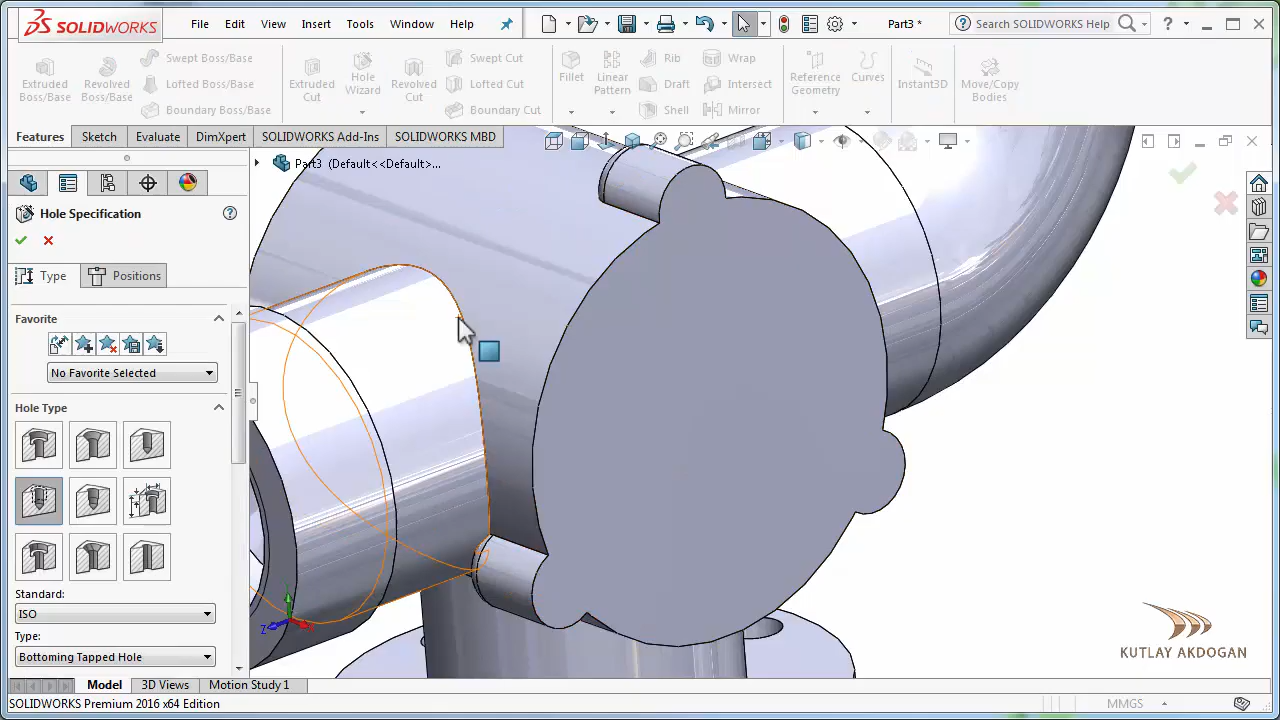 SOLIDWORKS
File Edit View Insert Tools Window Help
Part3 *
Search SOLIDWORKS Help
?
Extruded Boss/Base
Revolved Boss/Base
Swept Boss/Base
Lofted Boss/Base
Boundary Boss/Base
Extruded Cut
Hole Wizard
Revolved Cut
Swept Cut
Lofted Cut
Boundary Cut
Fillet
Linear Pattern
Rib
Draft
Shell
Wrap
Intersect
Mirror
Reference Geometry
Curves
Instant3D
Move/Copy Bodies
Features Sketch Evaluate DimXpert SOLIDWORKS Add-Ins SOLIDWORKS MBD
Part3 (Default<<Default>...
Hole Specification
?
Type Positions
Favorite
No Favorite Selected
Hole Type
Standard:
ISO
Type:
Bottoming Tapped Hole
Z
KUTLAY AKDOGAN
Model 3D Views Motion Study 1
SOLIDWORKS Premium 2016 x64 Edition
MMGS